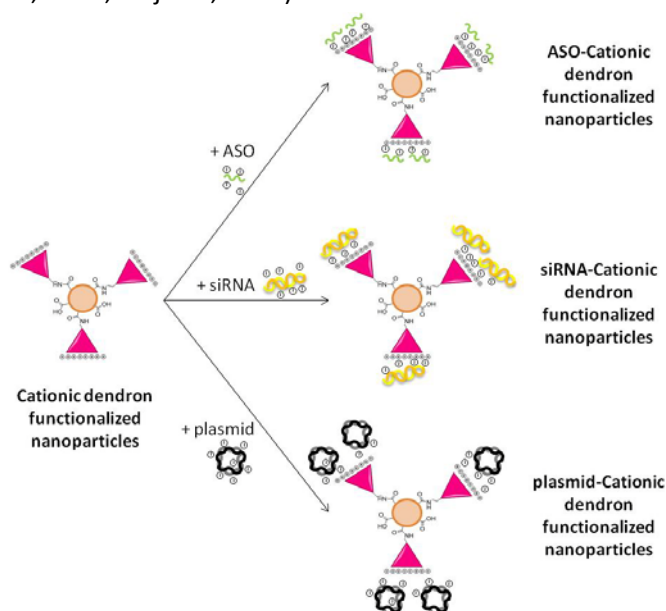 ASO-Cationic
dendron
functionalized
nanoparticles
+ ASO
+ siRNA
siRNA-Cationic
dendron
functionalized
nanoparticles
Cationic dendron
functionalized
nanoparticles
+ plasmid
plasmid-Cationic
dendron
functionalized
nanoparticles